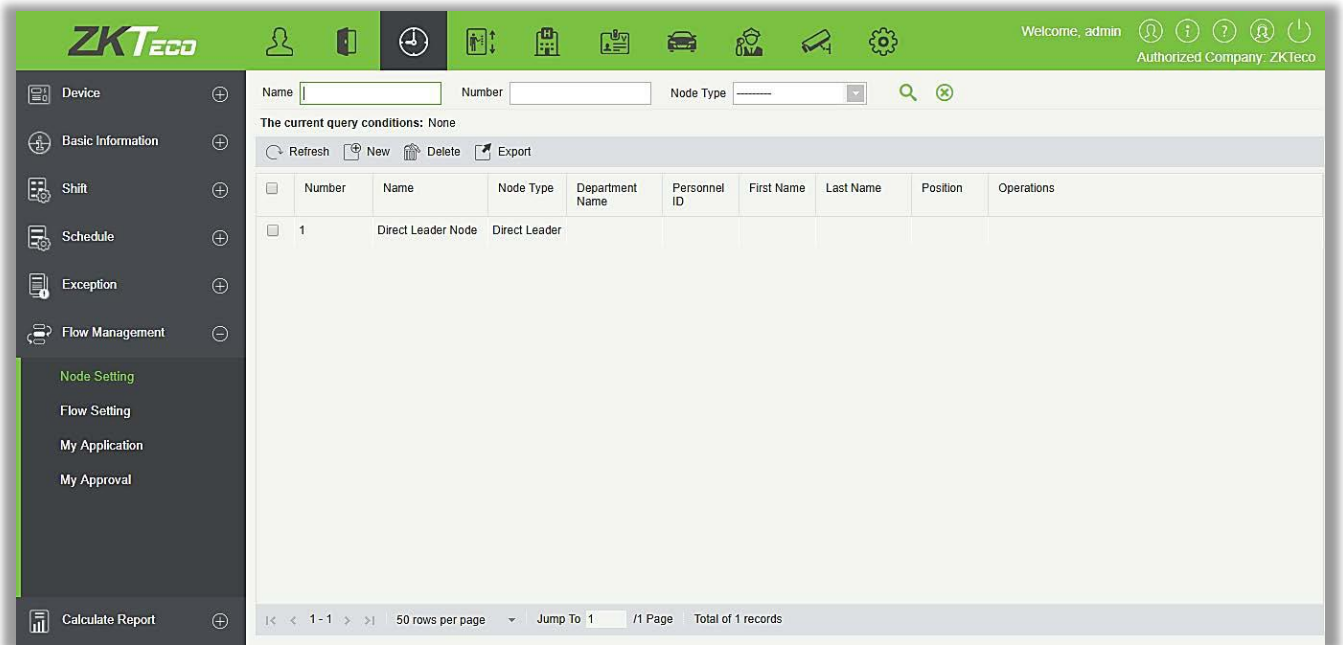 ZKTeco
Welcome, admin
Authorized Company: ZKTeco
Device
Basic Information
Shift
Schedule
Exception
Flow Management
Node Setting
Flow Setting
My Application
My Approval
Calculate Report
Name Number Node Type ---------
The current query conditions: None
Refresh New Delete Export
Number Name Node Type Department Name Personnel ID First Name Last Name Position Operations
1 Direct Leader Node Direct Leader
|< < 1 - 1 > >| 50 rows per page Jump To 1 /1 Page Total of 1 records